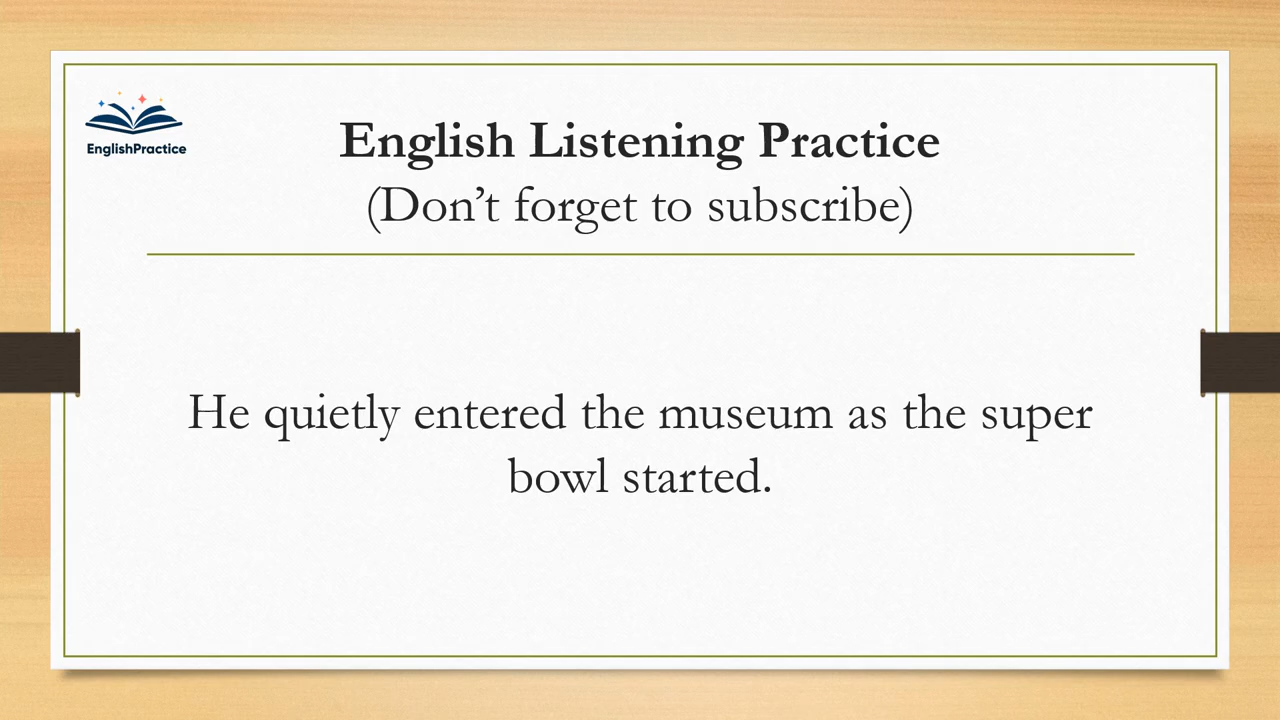 EnglishPractice
English Listening Practice
(Don’t forget to subscribe)
He quietly entered the museum as the super
bowl started.